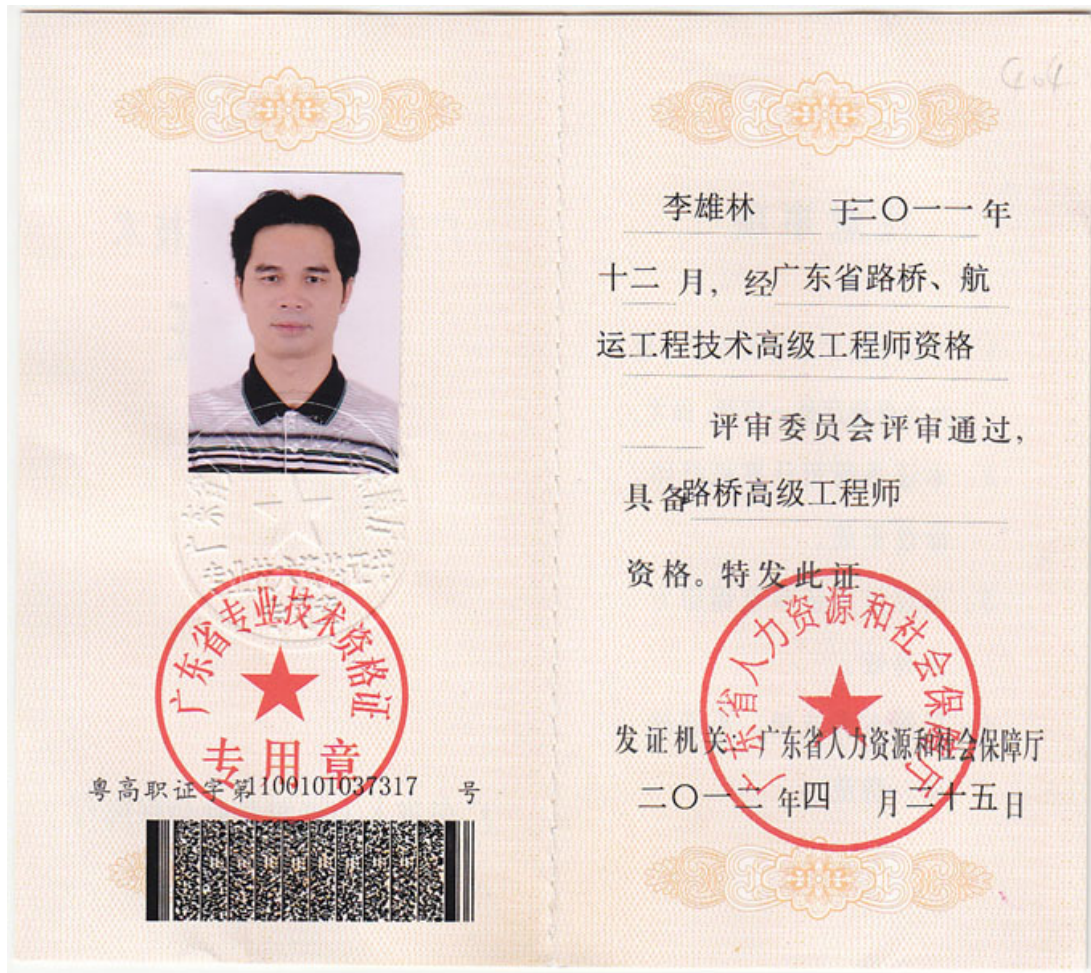 广东省专业技术资格证
专用章
粤高职证字第1100101037317 号
李雄林 于二〇一一年
十二月，经广东省路桥、航
运工程技术高级工程师资格
评审委员会评审通过，
具备路桥高级工程师
资格。特发此证
广东省人力资源和社会保障厅
发证机关：广东省人力资源和社会保障厅
二〇一二年四 月二十五日